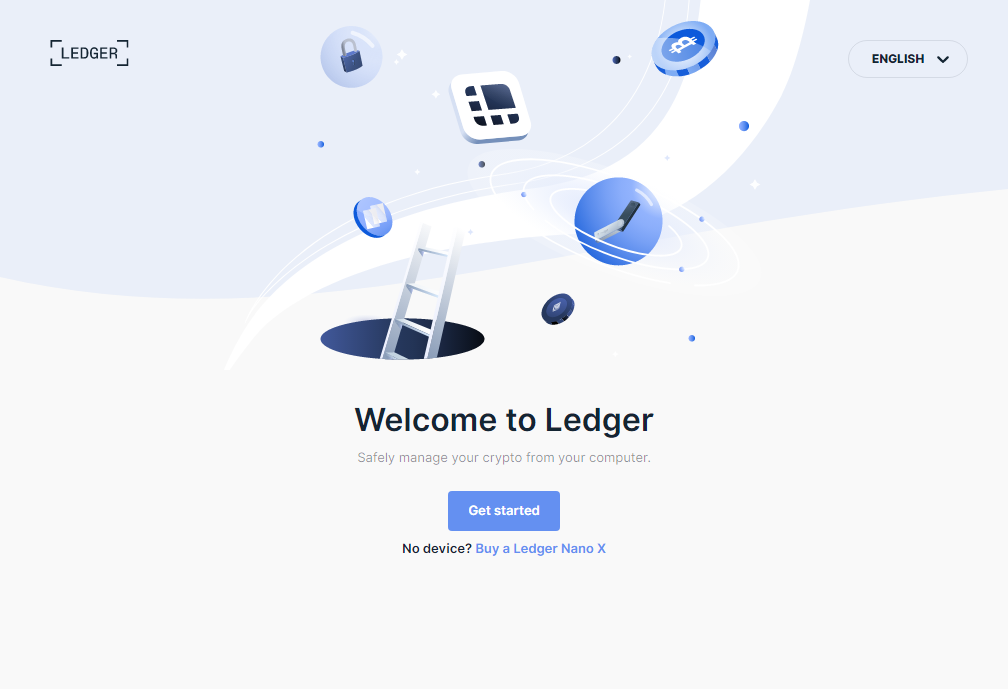 LEDGER
ENGLISH
Welcome to Ledger
Safely manage your crypto from your computer.
Get started
No device? Buy a Ledger Nano X